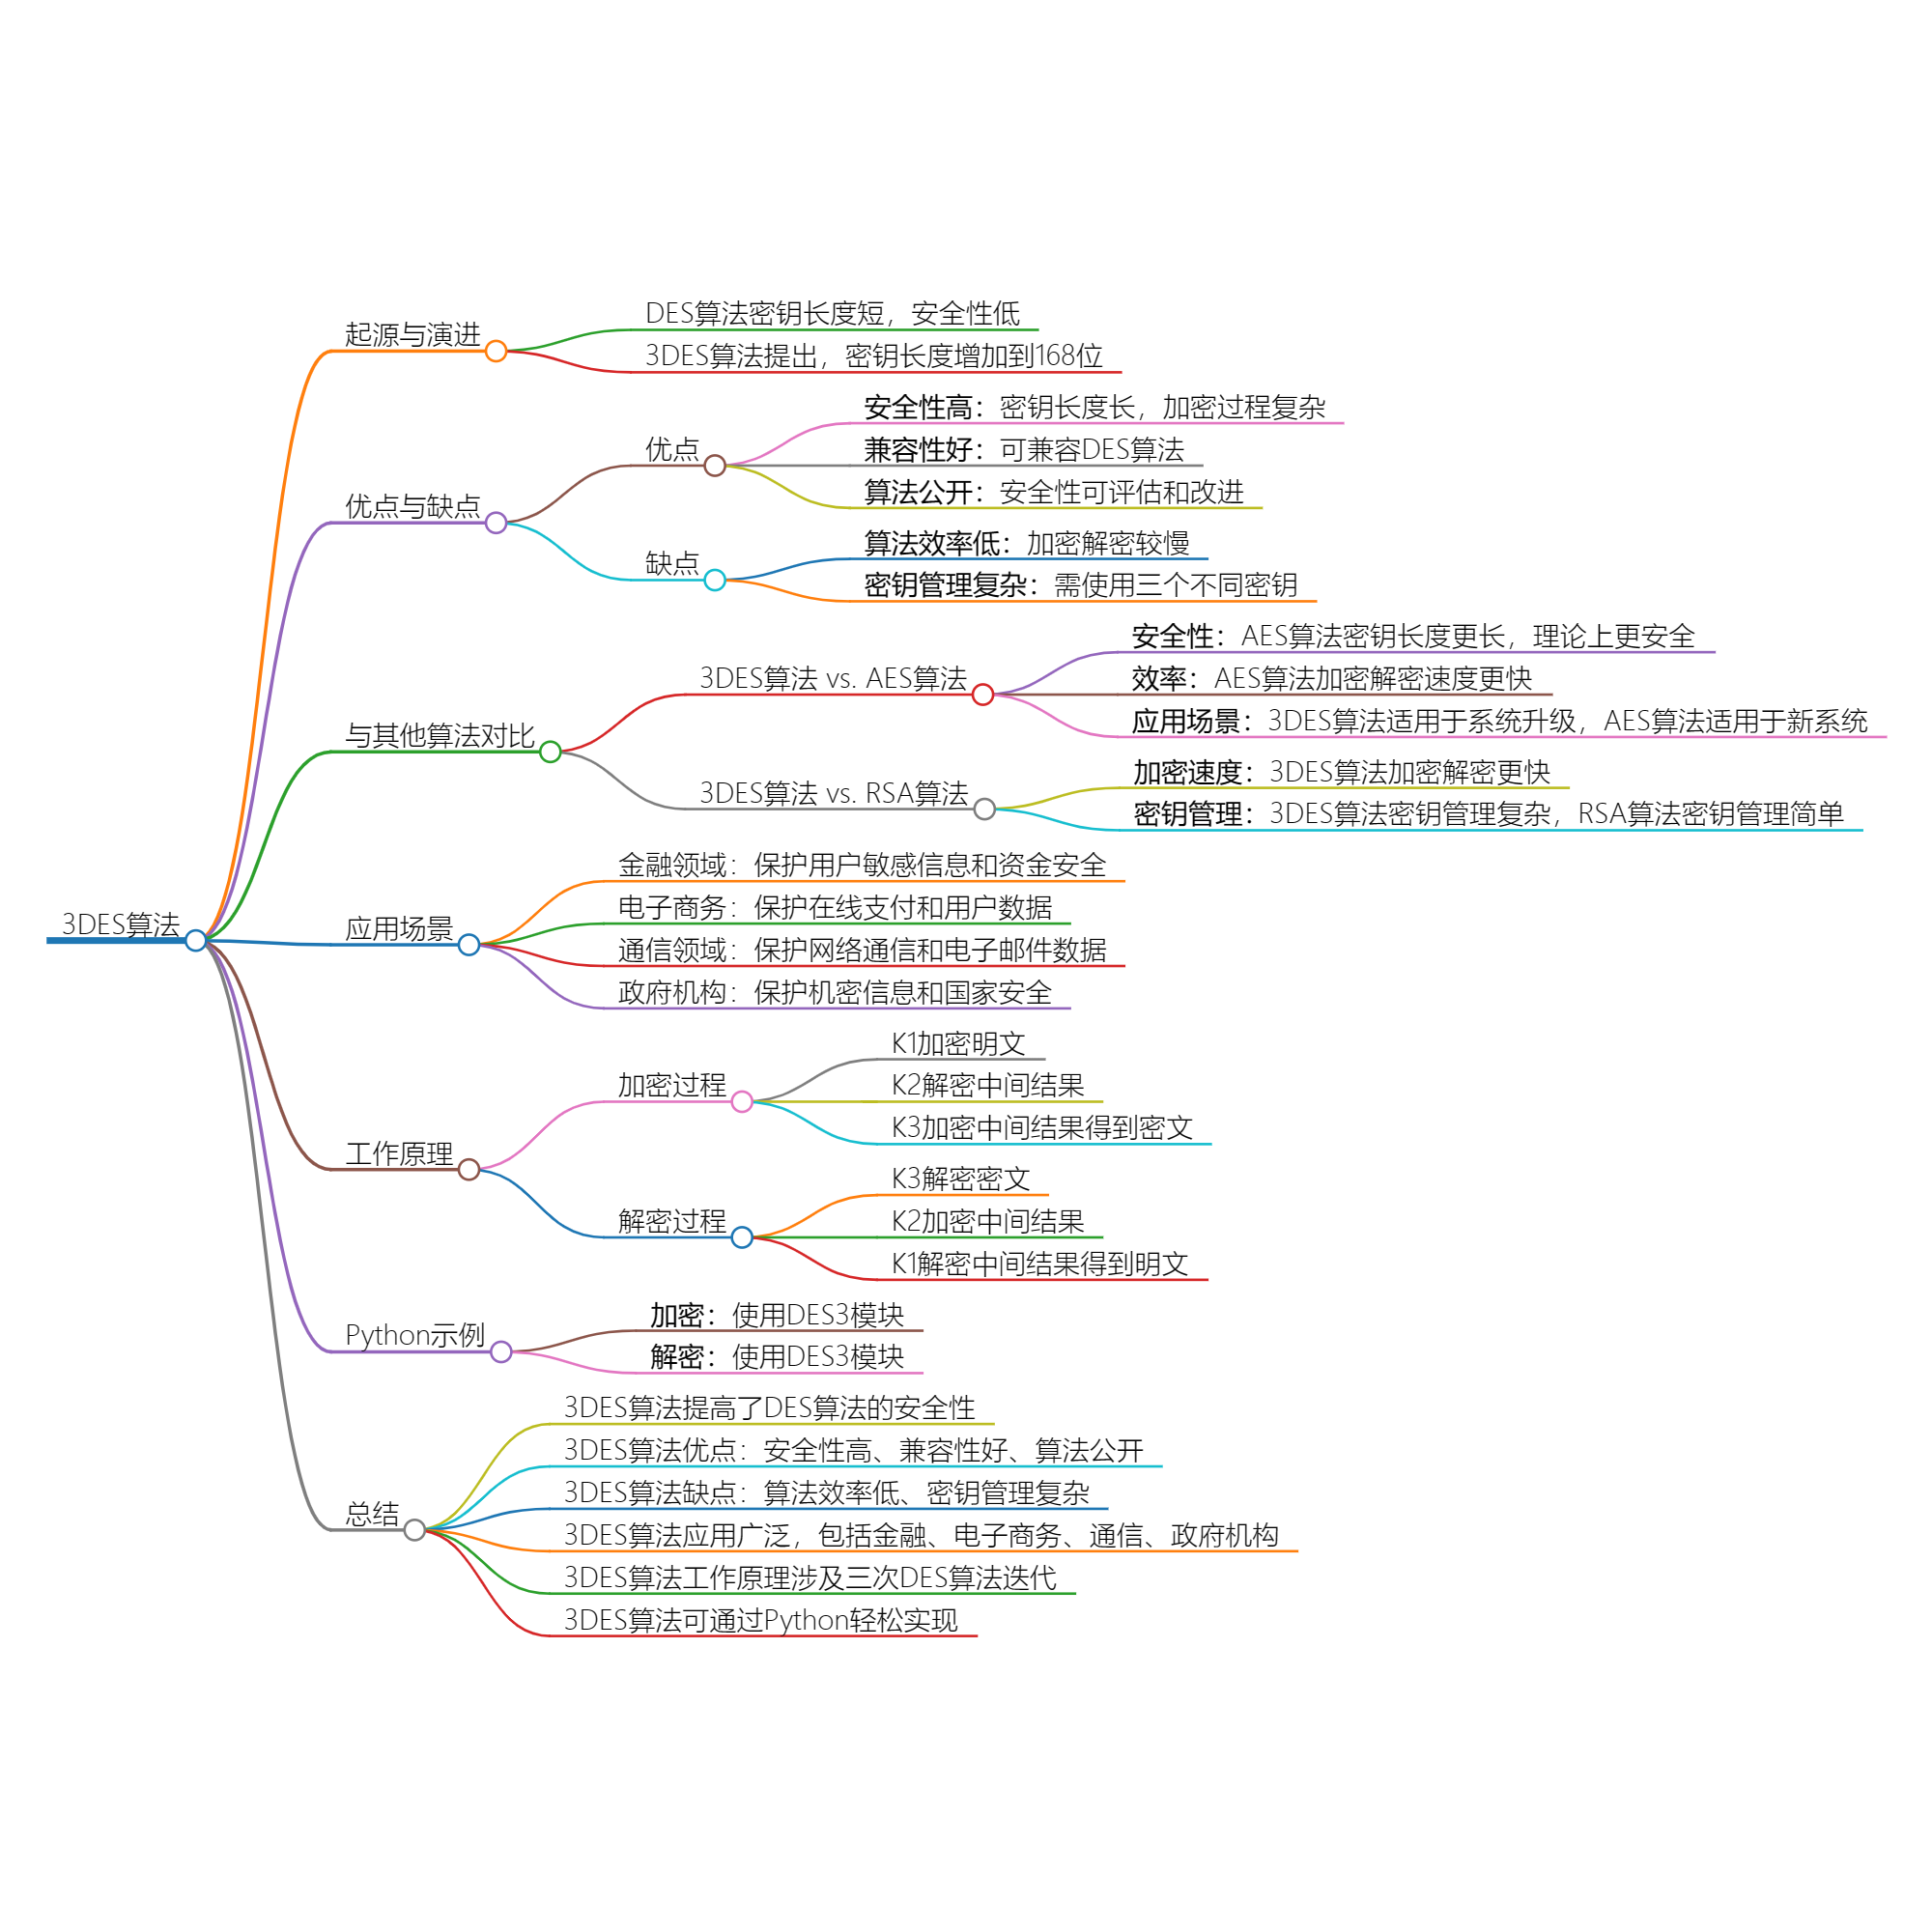 3DES算法
起源与演进
DES算法密钥长度短，安全性低
3DES算法提出，密钥长度增加到168位
优点与缺点
优点
安全性高：密钥长度长，加密过程复杂
兼容性好：可兼容DES算法
算法公开：安全性可评估和改进
缺点
算法效率低：加密解密较慢
密钥管理复杂：需使用三个不同密钥
与其他算法对比
3DES算法 vs. AES算法
安全性：AES算法密钥长度更长，理论上更安全
效率：AES算法加密解密速度更快
应用场景：3DES算法适用于系统升级，AES算法适用于新系统
3DES算法 vs. RSA算法
加密速度：3DES算法加密解密更快
密钥管理：3DES算法密钥管理复杂，RSA算法密钥管理简单
应用场景
金融领域：保护用户敏感信息和资金安全
电子商务：保护在线支付和用户数据
通信领域：保护网络通信和电子邮件数据
政府机构：保护机密信息和国家安全
工作原理
加密过程
K1加密明文
K2解密中间结果
K3加密中间结果得到密文
解密过程
K3解密密文
K2加密中间结果
K1解密中间结果得到明文
Python示例
加密：使用DES3模块
解密：使用DES3模块
总结
3DES算法提高了DES算法的安全性
3DES算法优点：安全性高、兼容性好、算法公开
3DES算法缺点：算法效率低、密钥管理复杂
3DES算法应用广泛，包括金融、电子商务、通信、政府机构
3DES算法工作原理涉及三次DES算法迭代
3DES算法可通过Python轻松实现